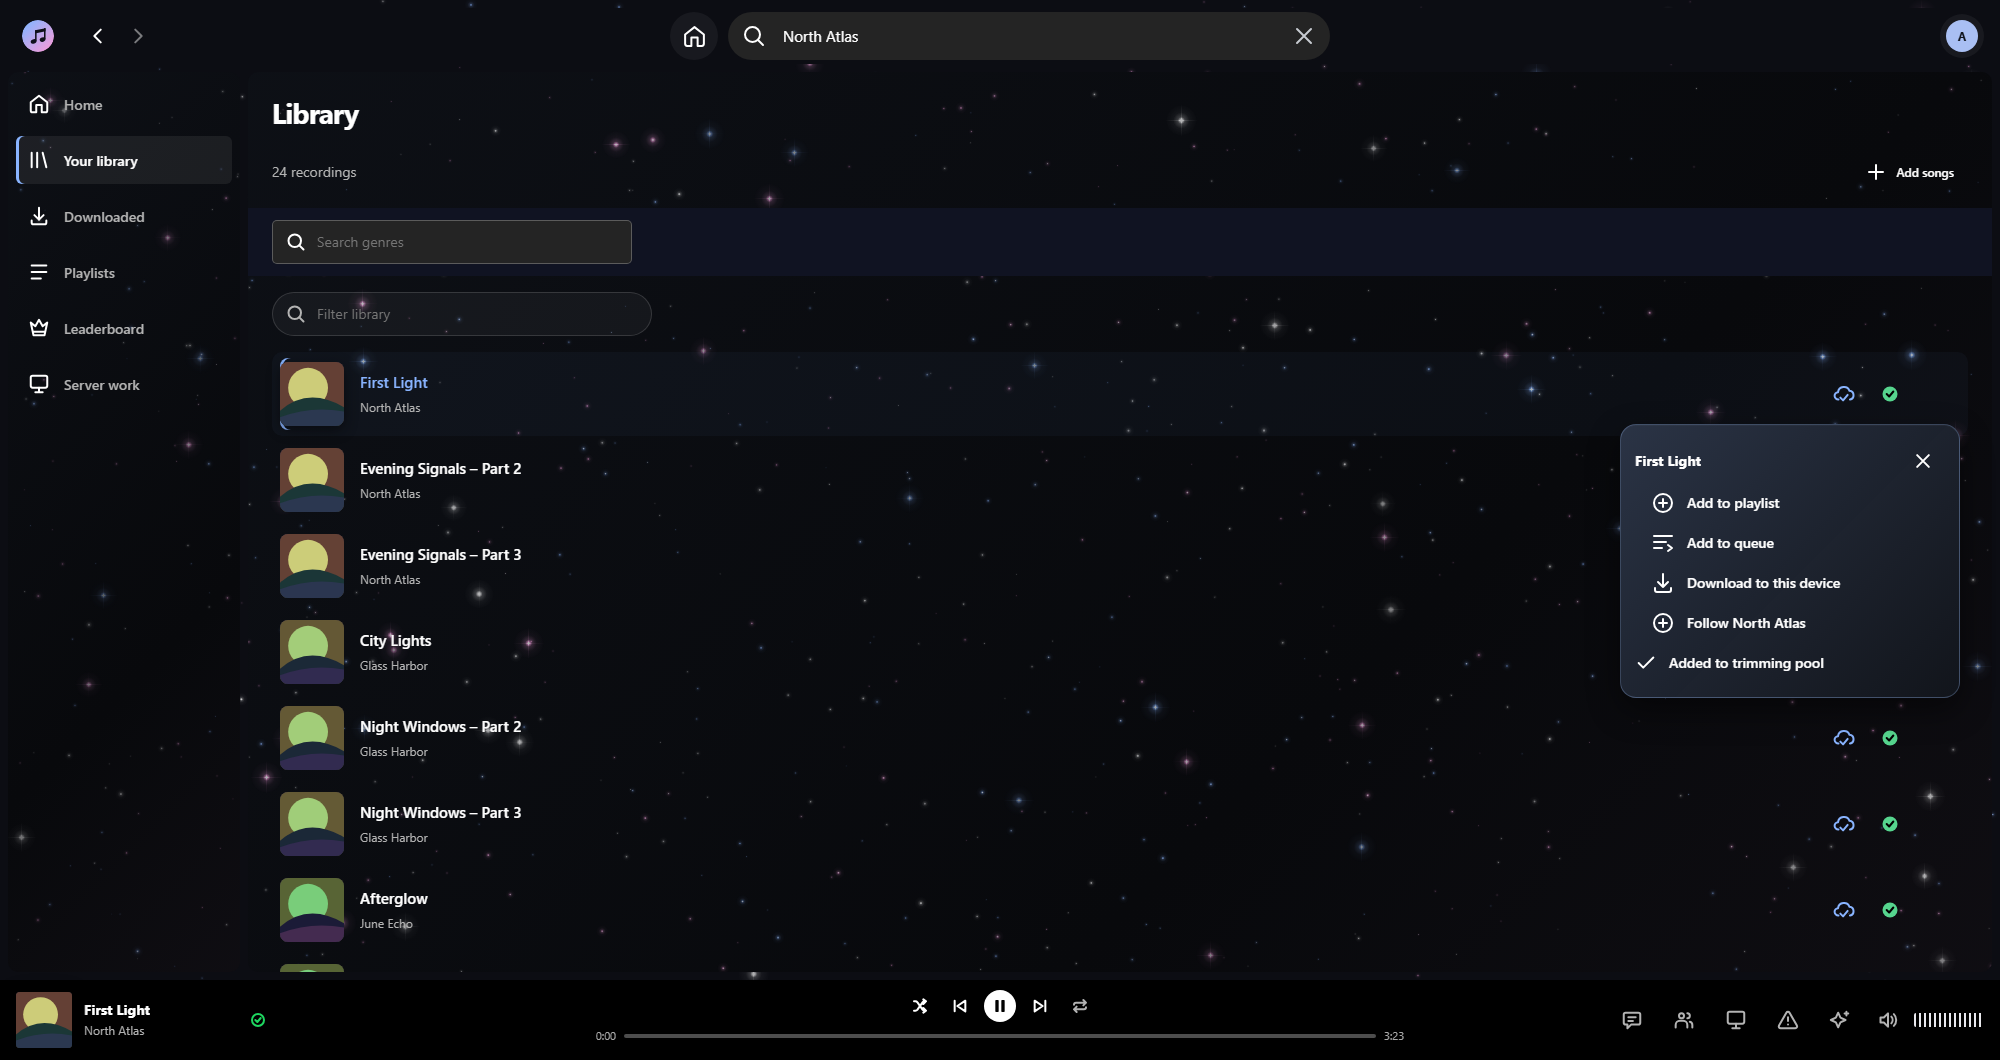 North Atlas
A
Home
Your library
Downloaded
Playlists
Leaderboard
Server work
Library
24 recordings
Add songs
Search genres
Filter library
First Light
North Atlas
Evening Signals – Part 2
North Atlas
Evening Signals – Part 3
North Atlas
City Lights
Glass Harbor
Night Windows – Part 2
Glass Harbor
Night Windows – Part 3
Glass Harbor
Afterglow
June Echo
First Light
Add to playlist
Add to queue
Download to this device
Follow North Atlas
Added to trimming pool
First Light
North Atlas
0:00
3:23